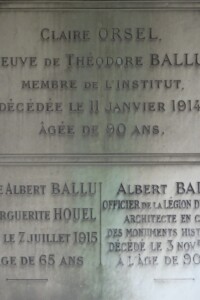 CLAIRE ORSEL,
EUVE DE THÉODORE BALLU
MEMBRE DE L'INSTITUT,
DÉCÉDÉE LE 11 JANVIER 1914
ÂGÉE DE 90 ANS,
E ALBERT BALLU
RGUERITE HOUEL
LE 7 JUILLET 1915
GE DE 65 ANS
ALBERT BAL
OFFICIER DE LA LÉGION D
ARCHITECTE EN C
DES MONUMENTS HIST
DÉCÉDÉ LE 3 NOV
À L'ÂGE DE 90